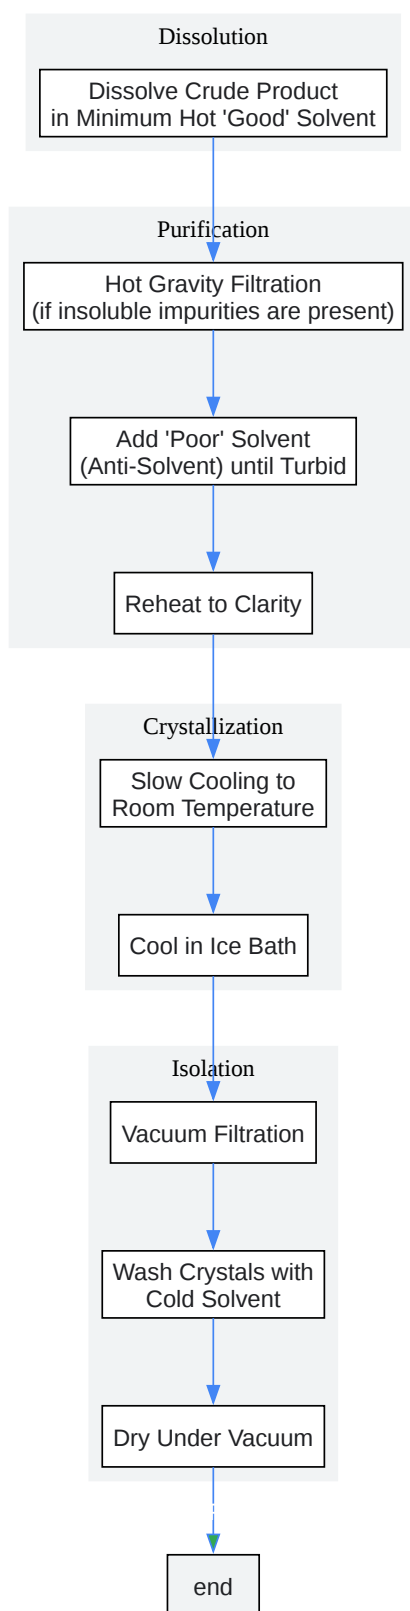 Dissolution
Dissolve Crude Product
in Minimum Hot 'Good' Solvent
Purification
Hot Gravity Filtration
(if insoluble impurities are present)
Add 'Poor' Solvent
(Anti-Solvent) until Turbid
Reheat to Clarity
Crystallization
Slow Cooling to
Room Temperature
Cool in Ice Bath
Isolation
Vacuum Filtration
Wash Crystals with
Cold Solvent
Dry Under Vacuum
end